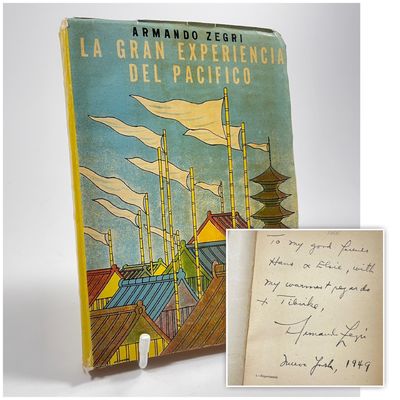 ARMANDO ZEGRI
LA GRAN EXPERIENCIA
DEL PACIFICO
To my good friends
Hans & Elsie, with
my warmest regards
Armando Zegri
Nueva York, 1949